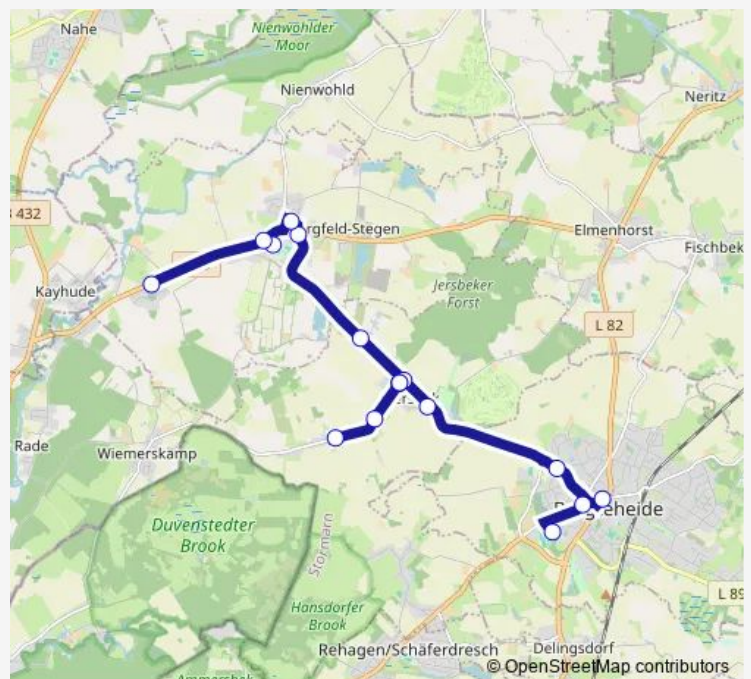 Nahe
Nienwohlder
Moor
Nienwohld
Neritz
432
rgfeld-Stegen
Elmenhorst
Fischbek
Kayhude
Jersbeker
Forst
L 82
Rade
Wiemerskamp
eheide
Duvenstedter
Brook
Stormarn
L 89
Hansdorfer
Brook
Rehagen/Schäferdresch
Delingsdorf
Ammersbek
© OpenStreetMap contributors